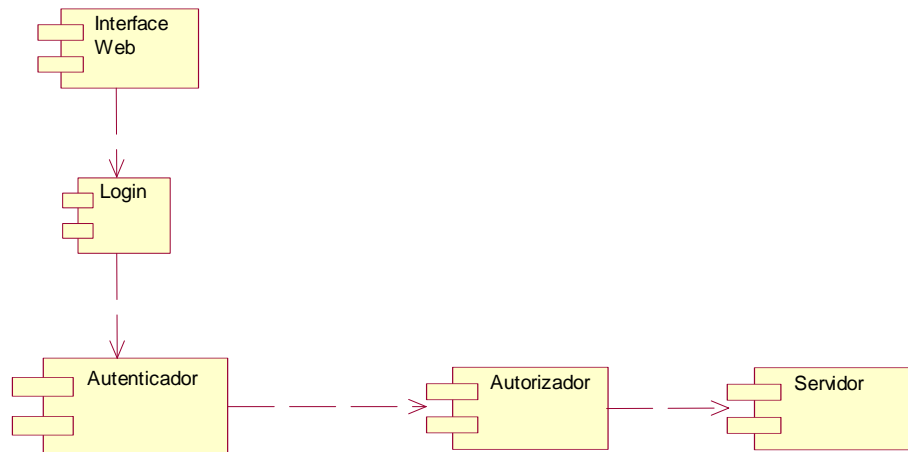 Interface
Web
Login
Autenticador
Autorizador
Servidor